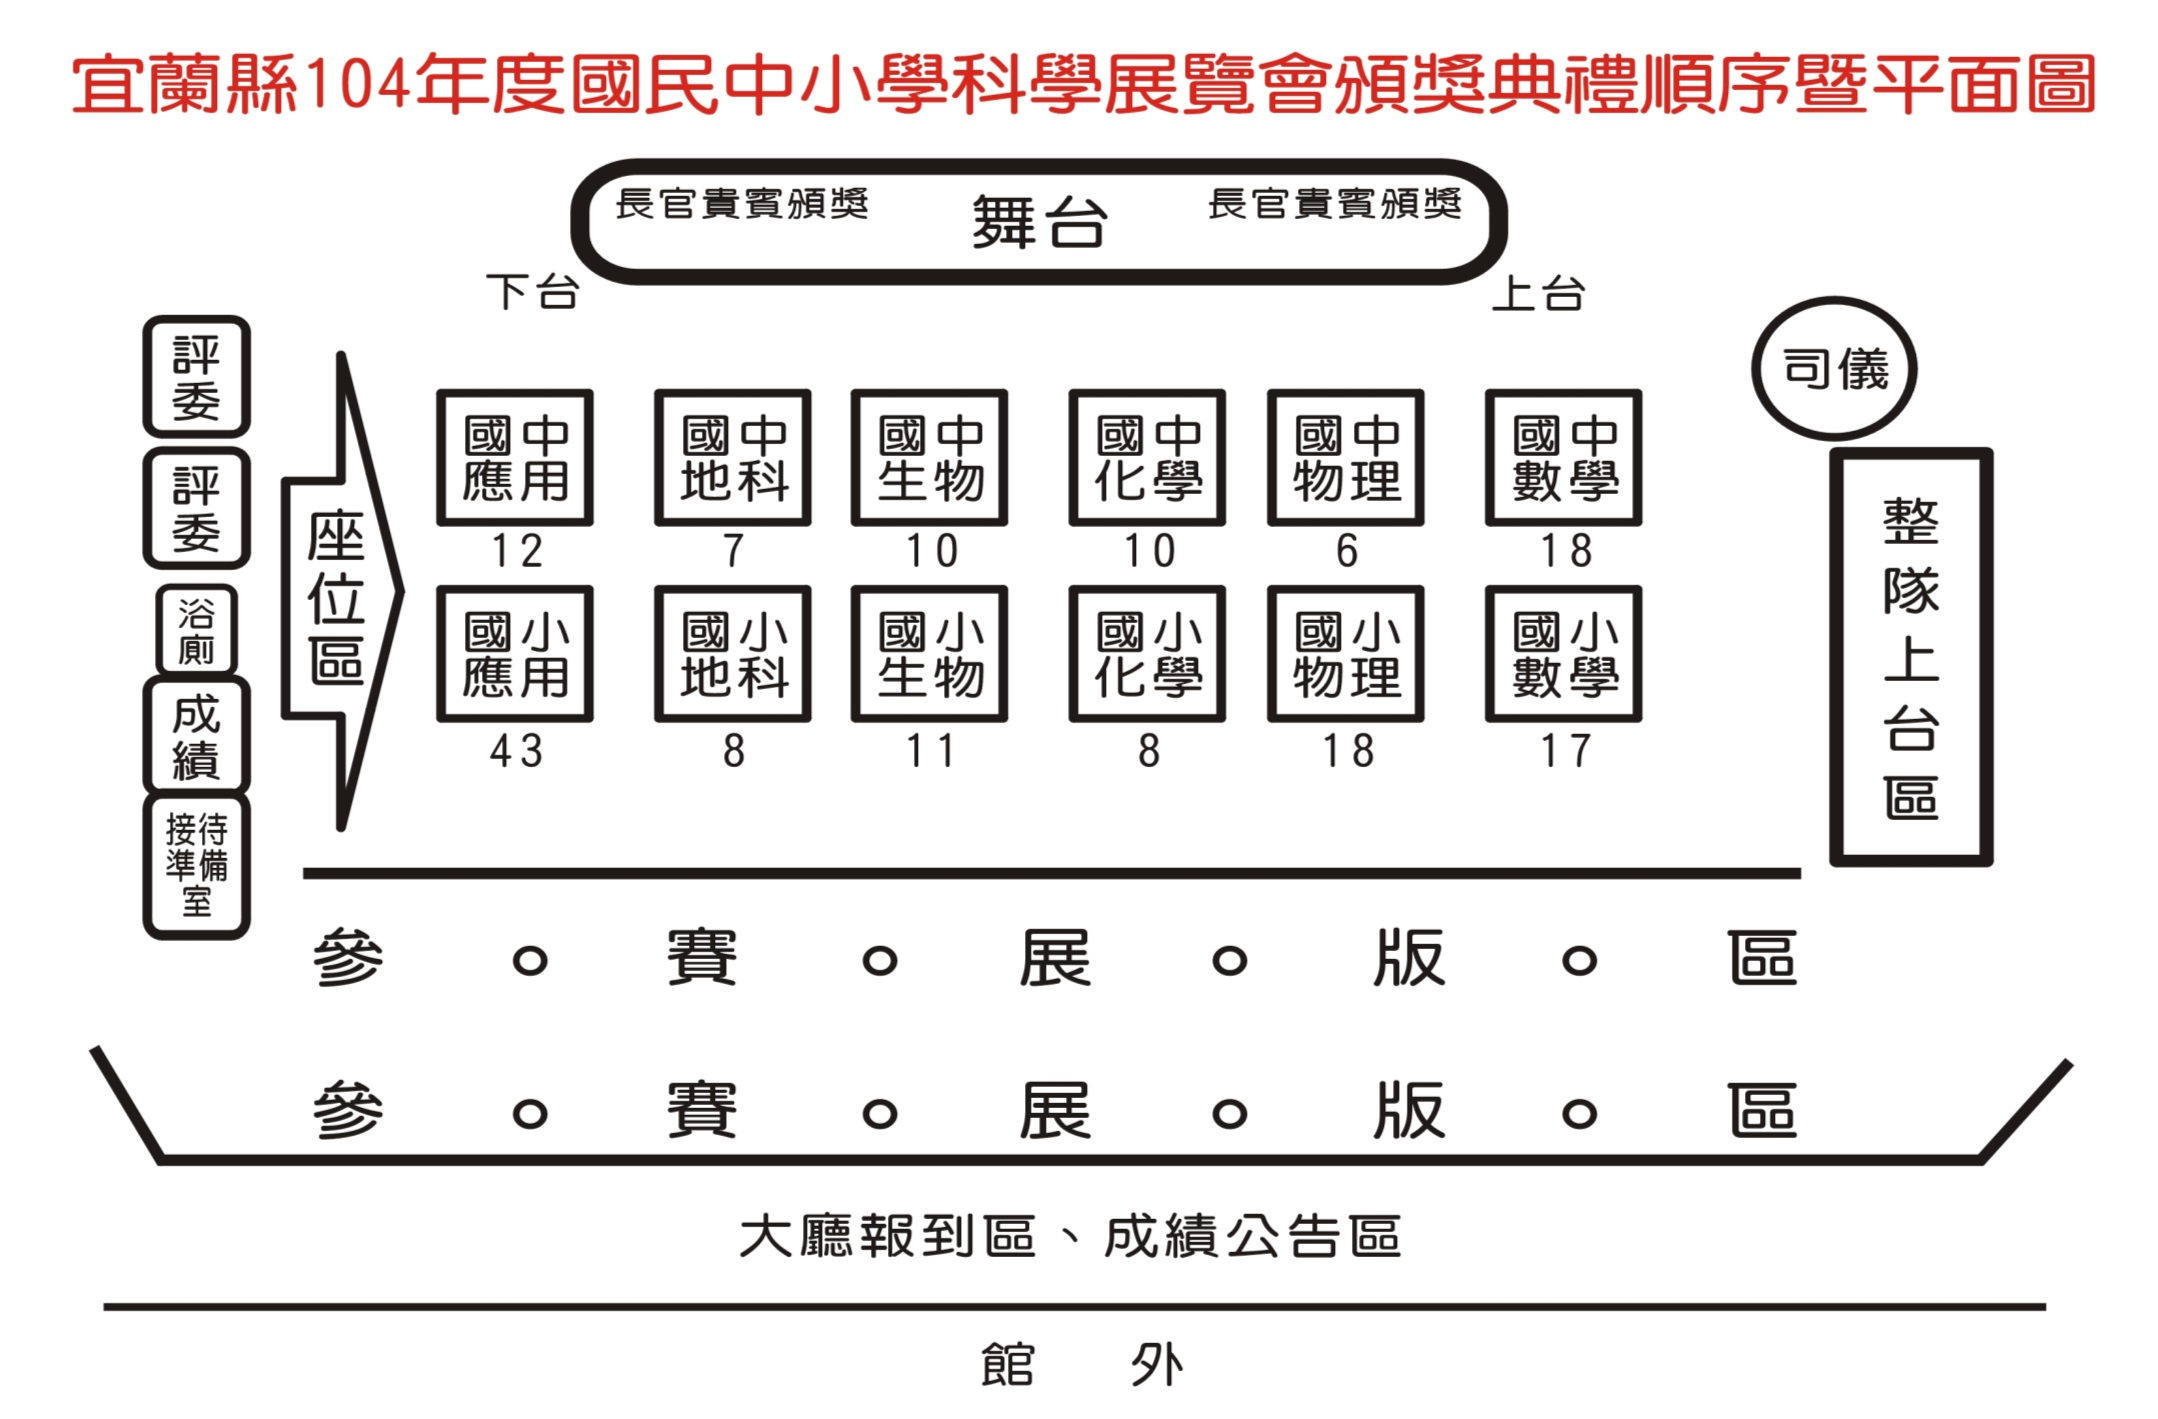 宜蘭縣104年度國民中小學科學展覽會頒獎典禮順序暨平面圖
長官貴賓頒獎
舞台
長官貴賓頒獎
下台
上台
司儀
評委
評委
浴廁
成績
接待
準備
室
座位區
國中
應用
12
國中
地科
7
國中
生物
10
國中
化學
10
國中
物理
6
國中
數學
18
國小
應用
43
國小
地科
8
國小
生物
11
國小
化學
8
國小
物理
18
國小
數學
17
整隊上台區
參。賽。展。版。區
參。賽。展。版。區
大廳報到區、成績公告區
館 外